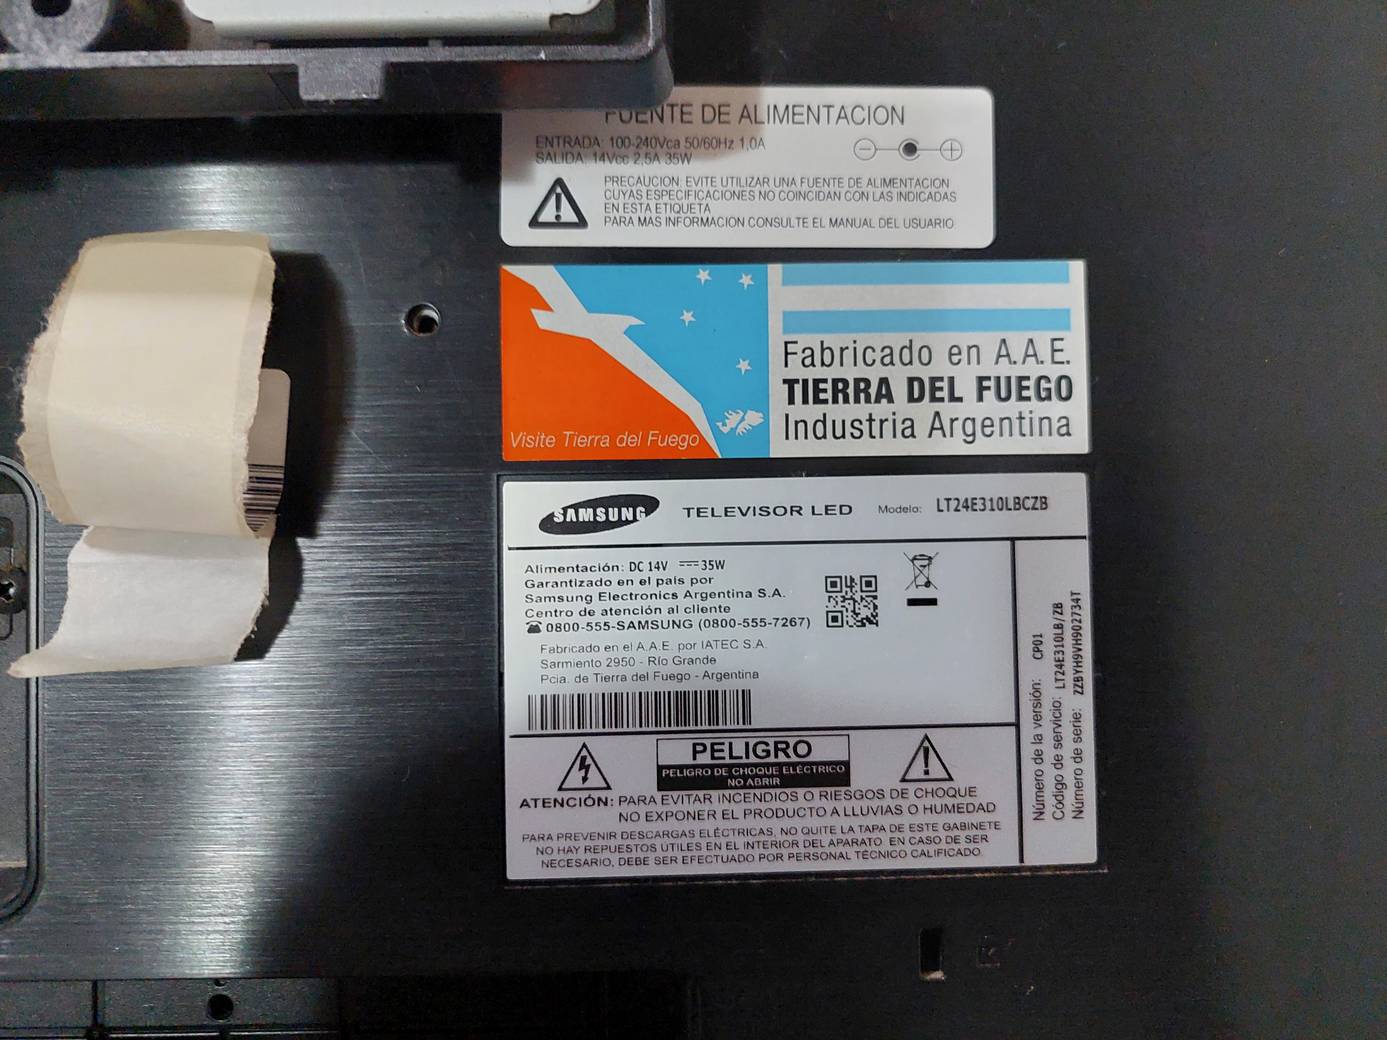 FUENTE DE ALIMENTACION
ENTRADA: 100-240Vca 50/60Hz 1,0A
SALIDA: 14Vcc 2,5A 35W
PRECAUCION: EVITE UTILIZAR UNA FUENTE DE ALIMENTACION
CUYAS ESPECIFICACIONES NO COINCIDAN CON LAS INDICADAS
EN ESTA ETIQUETA
PARA MAS INFORMACION CONSULTE EL MANUAL DEL USUARIO
Visite Tierra del Fuego
Fabricado en A.A.E.
TIERRA DEL FUEGO
Industria Argentina
SAMSUNG TELEVISOR LED Modelo: LT24E310LBCZB
Alimentación: DC 14V ⎓35W
Garantizado en el país por
Samsung Electronics Argentina S.A.
Centro de atención al cliente
☎ 0800-555-SAMSUNG (0800-555-7267)
Fabricado en el A.A.E. por IATEC S.A.
Sarmiento 2950 - Río Grande
Pcia. de Tierra del Fuego - Argentina
PELIGRO
PELIGRO DE CHOQUE ELÉCTRICO
NO ABRIR
ATENCIÓN: PARA EVITAR INCENDIOS O RIESGOS DE CHOQUE
NO EXPONER EL PRODUCTO A LLUVIAS O HUMEDAD
PARA PREVENIR DESCARGAS ELÉCTRICAS, NO QUITE LA TAPA DE ESTE GABINETE
NO HAY REPUESTOS ÚTILES EN EL INTERIOR DEL APARATO. EN CASO DE SER
NECESARIO, DEBE SER EFECTUADO POR PERSONAL TÉCNICO CALIFICADO.
Número de la versión: CP01
Código de servicio: LT24E310LB/ZB
Número de serie: ZZBYH9VH902734T